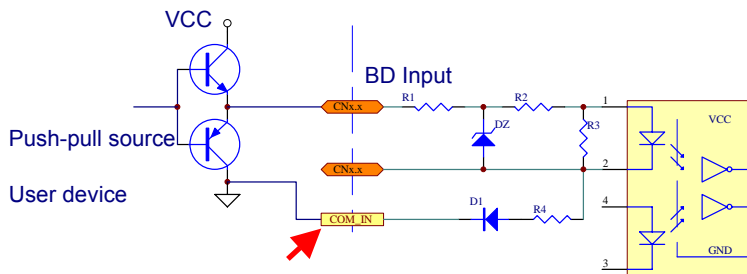 VCC
BD Input
CNx.x
R1
R2
1
DZ
R3
VCC
Push-pull source
CNx.x
2
User device
D1
4
COM_IN
R4
GND
3